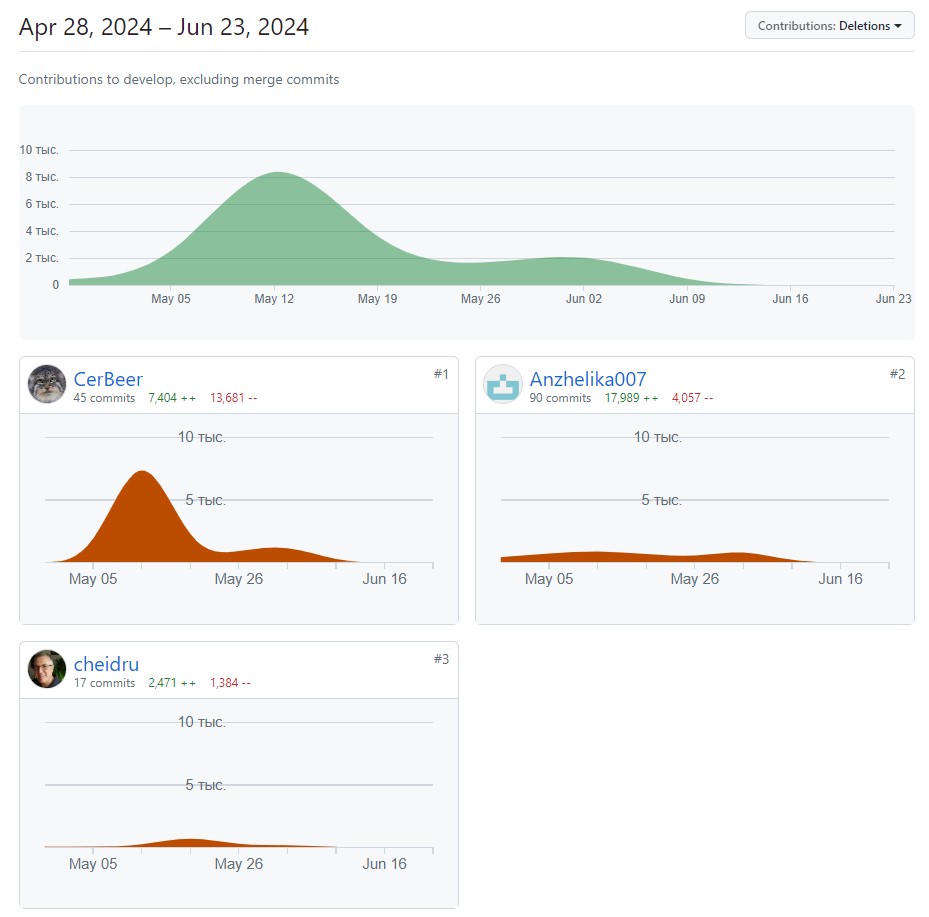 Apr 28, 2024 – Jun 23, 2024
Contributions: Deletions
Contributions to develop, excluding merge commits
10 тыс.
8 тыс.
6 тыс.
4 тыс.
2 тыс.
0
May 05 May 12 May 19 May 26 Jun 02 Jun 09 Jun 16 Jun 23
CerBeer #1
45 commits 7,404 ++ 13,681 --
10 тыс.
5 тыс.
May 05 May 26 Jun 16
Anzhelika007 #2
90 commits 17,989 ++ 4,057 --
10 тыс.
5 тыс.
May 05 May 26 Jun 16
cheidru #3
17 commits 2,471 ++ 1,384 --
10 тыс.
5 тыс.
May 05 May 26 Jun 16